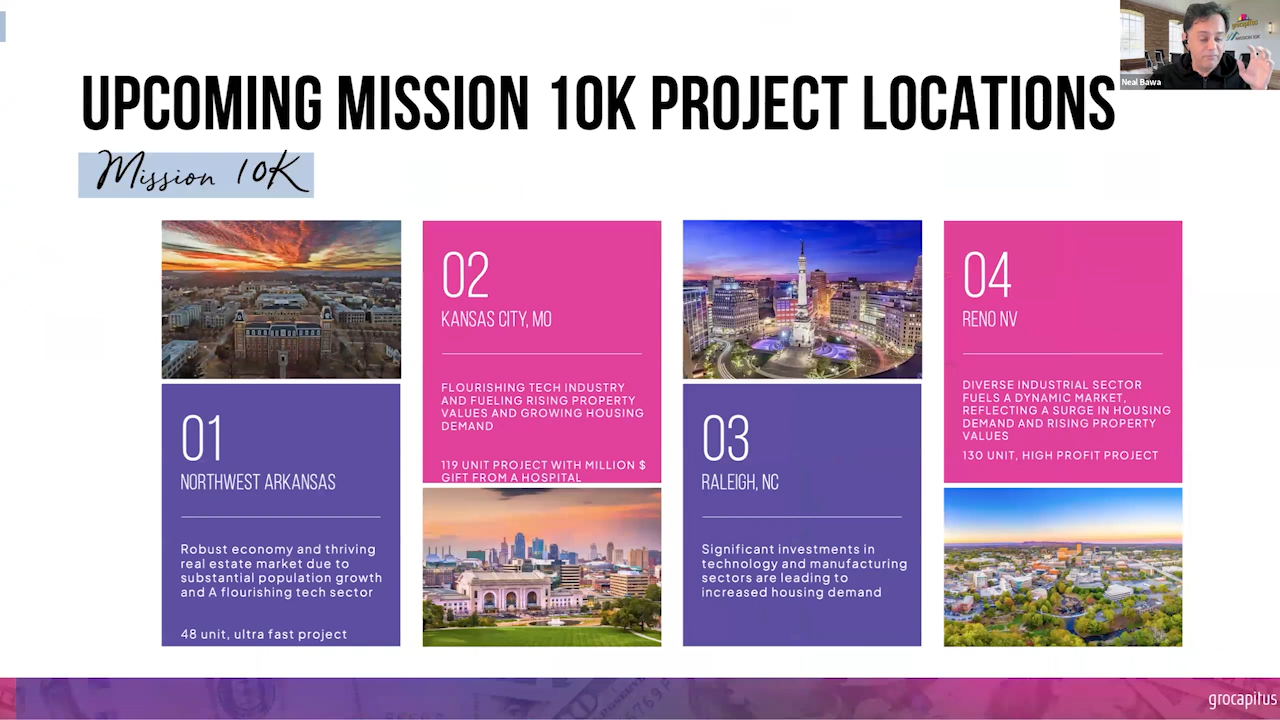 UPCOMING MISSION 10K PROJECT LOCATIONS
Mission 10K
Neal Bawa
grocapitus
MISSION 10K
01
NORTHWEST ARKANSAS
Robust economy and thriving
real estate market due to
substantial population growth
and A flourishing tech sector
48 unit, ultra fast project
02
KANSAS CITY, MO
FLOURISHING TECH INDUSTRY
AND FUELING RISING PROPERTY
VALUES AND GROWING HOUSING
DEMAND
119 UNIT PROJECT WITH MILLION $
GIFT FROM A HOSPITAL
03
RALEIGH, NC
Significant investments in
technology and manufacturing
sectors are leading to
increased housing demand
04
RENO NV
DIVERSE INDUSTRIAL SECTOR
FUELS A DYNAMIC MARKET,
REFLECTING A SURGE IN HOUSING
DEMAND AND RISING PROPERTY
VALUES
130 UNIT, HIGH PROFIT PROJECT
grocapitus